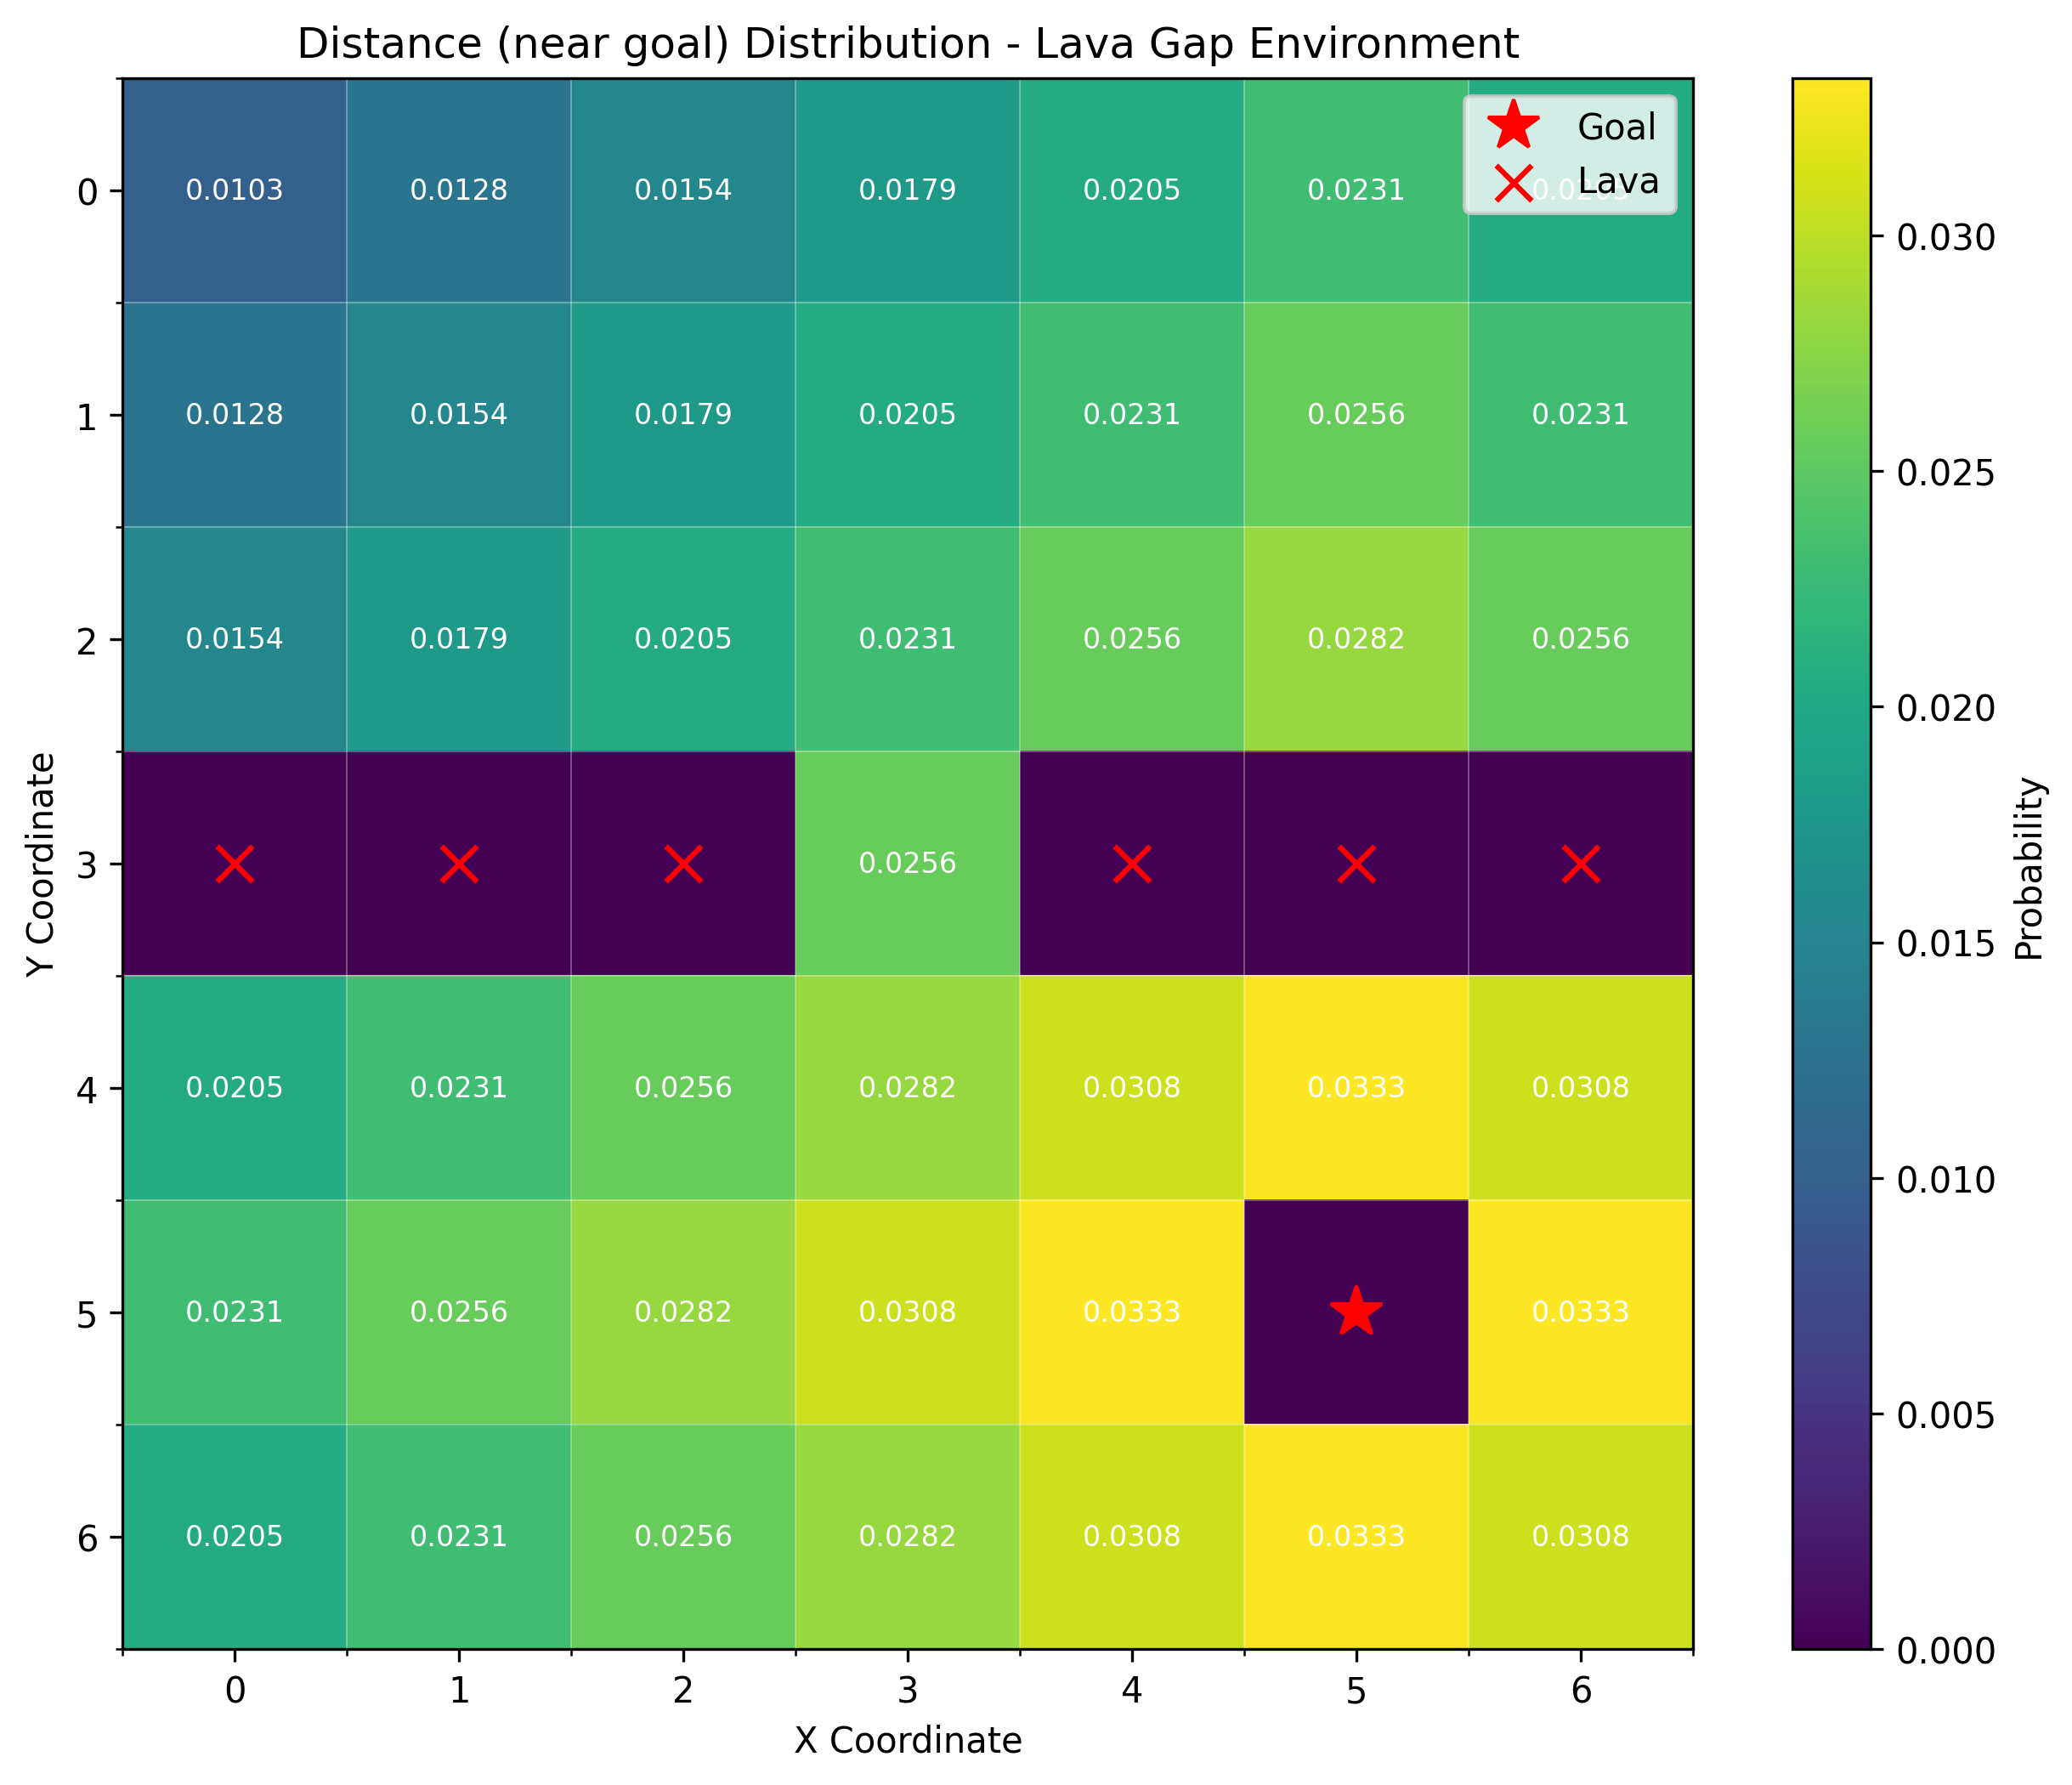 Distance (near goal) Distribution - Lava Gap Environment
Goal
Lava
0 0.0103 0.0128 0.0154 0.0179 0.0205 0.0231
1 0.0128 0.0154 0.0179 0.0205 0.0231 0.0256 0.0231
2 0.0154 0.0179 0.0205 0.0231 0.0256 0.0282 0.0256
3 0.0256
4 0.0205 0.0231 0.0256 0.0282 0.0308 0.0333 0.0308
5 0.0231 0.0256 0.0282 0.0308 0.0333 0.0333
6 0.0205 0.0231 0.0256 0.0282 0.0308 0.0333 0.0308
0 1 2 3 4 5 6
X Coordinate
Y Coordinate
0.030
0.025
0.020
0.015
0.010
0.005
0.000
Probability